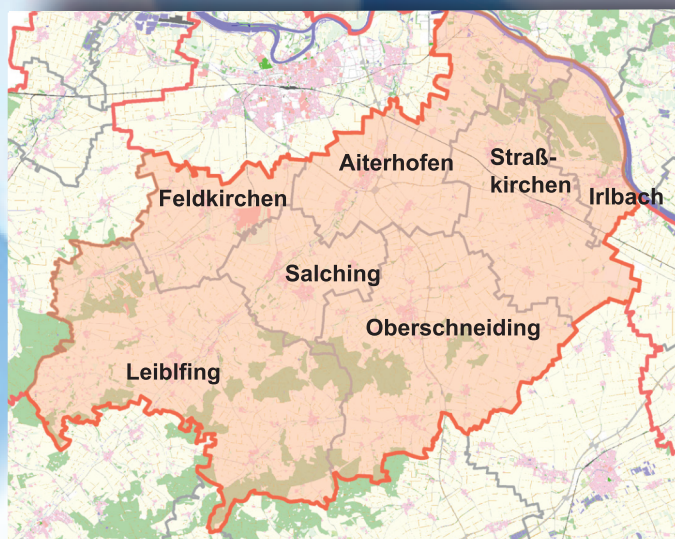 Aiterhofen
Straß-
kirchen
Feldkirchen
Irlbach
Salching
Oberschneiding
Leiblfing